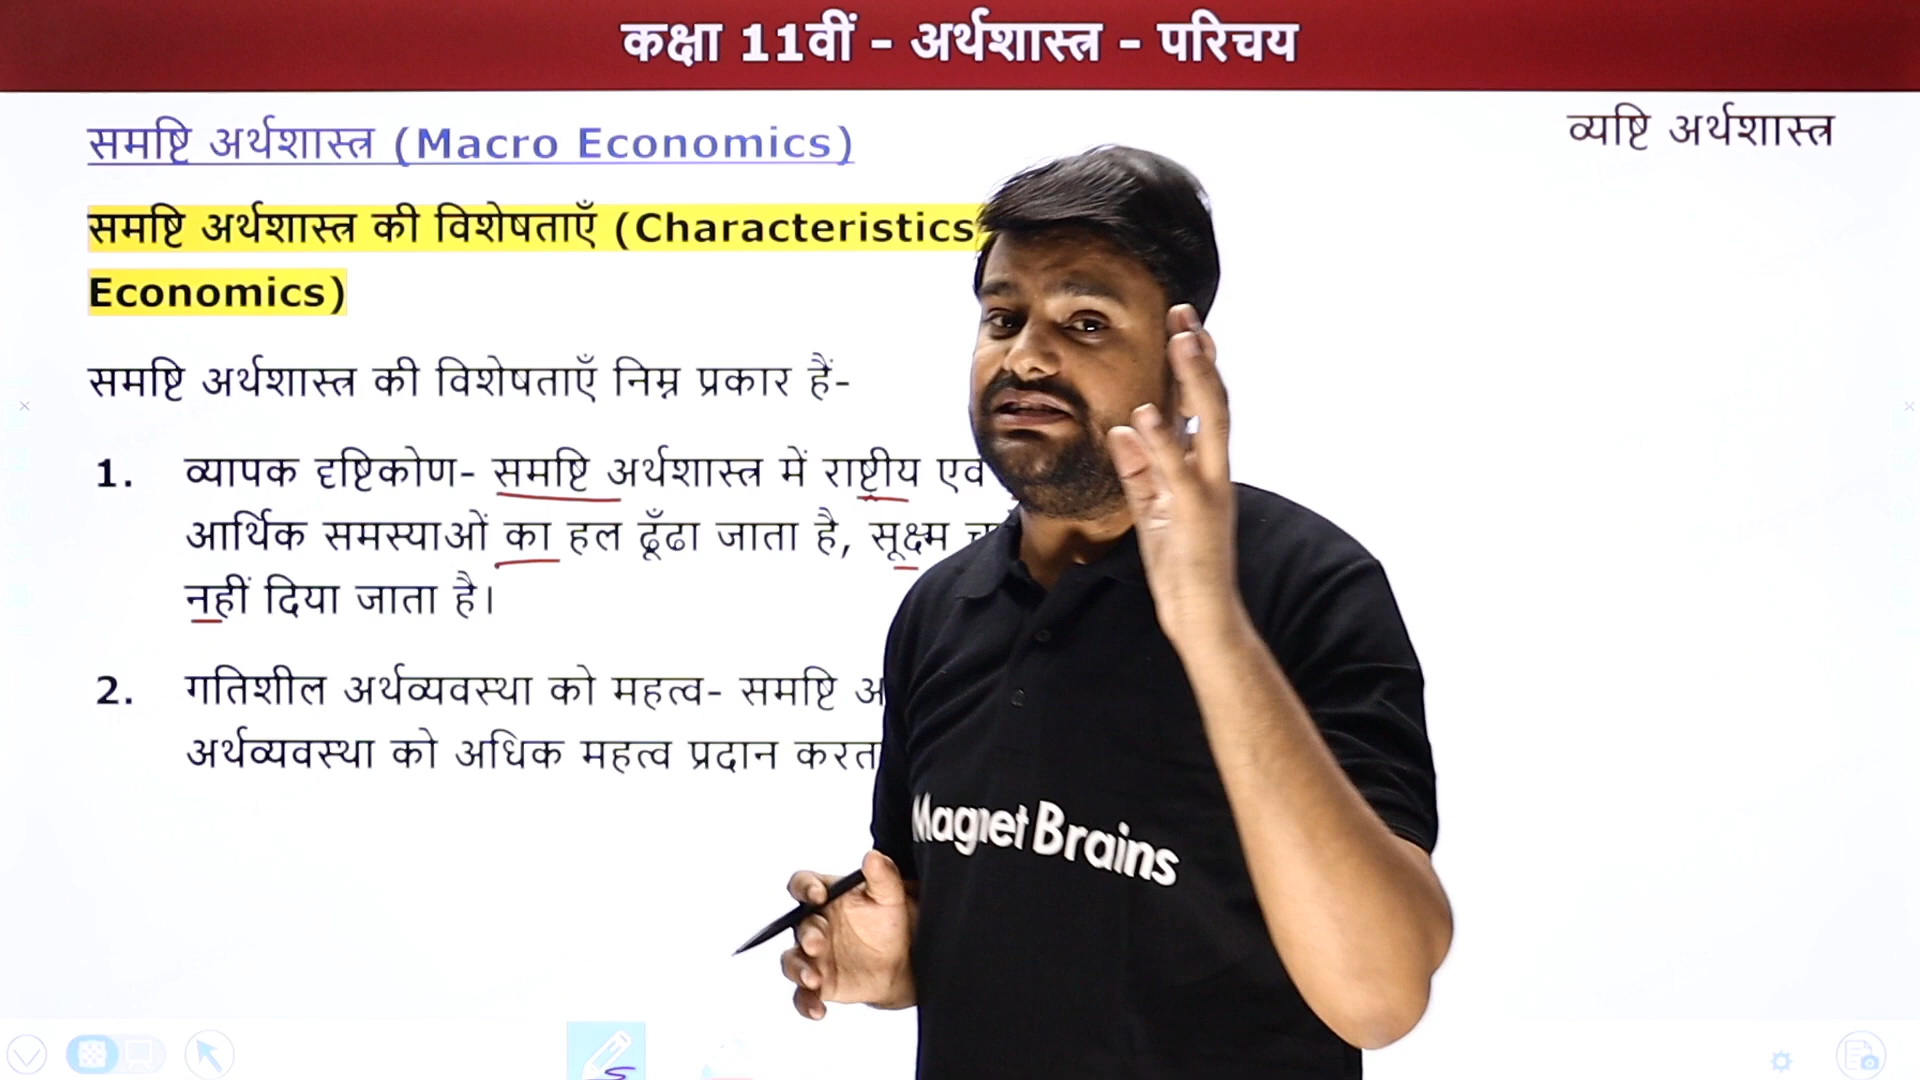 कक्षा 11वीं - अर्थशास्त्र - परिचय
व्यष्टि अर्थशास्त्र
समष्टि अर्थशास्त्र (Macro Economics)
समष्टि अर्थशास्त्र की विशेषताएँ (Characteristics
Economics)
समष्टि अर्थशास्त्र की विशेषताएँ निम्न प्रकार हैं-
1. व्यापक दृष्टिकोण- समष्टि अर्थशास्त्र में राष्ट्रीय
आर्थिक समस्याओं का हल ढूँढा जाता है, सूक्ष्म
नहीं दिया जाता है।
2. गतिशील अर्थव्यवस्था को महत्व- समष्टि
अर्थव्यवस्था को अधिक महत्व प्रदान
Magnet Brains